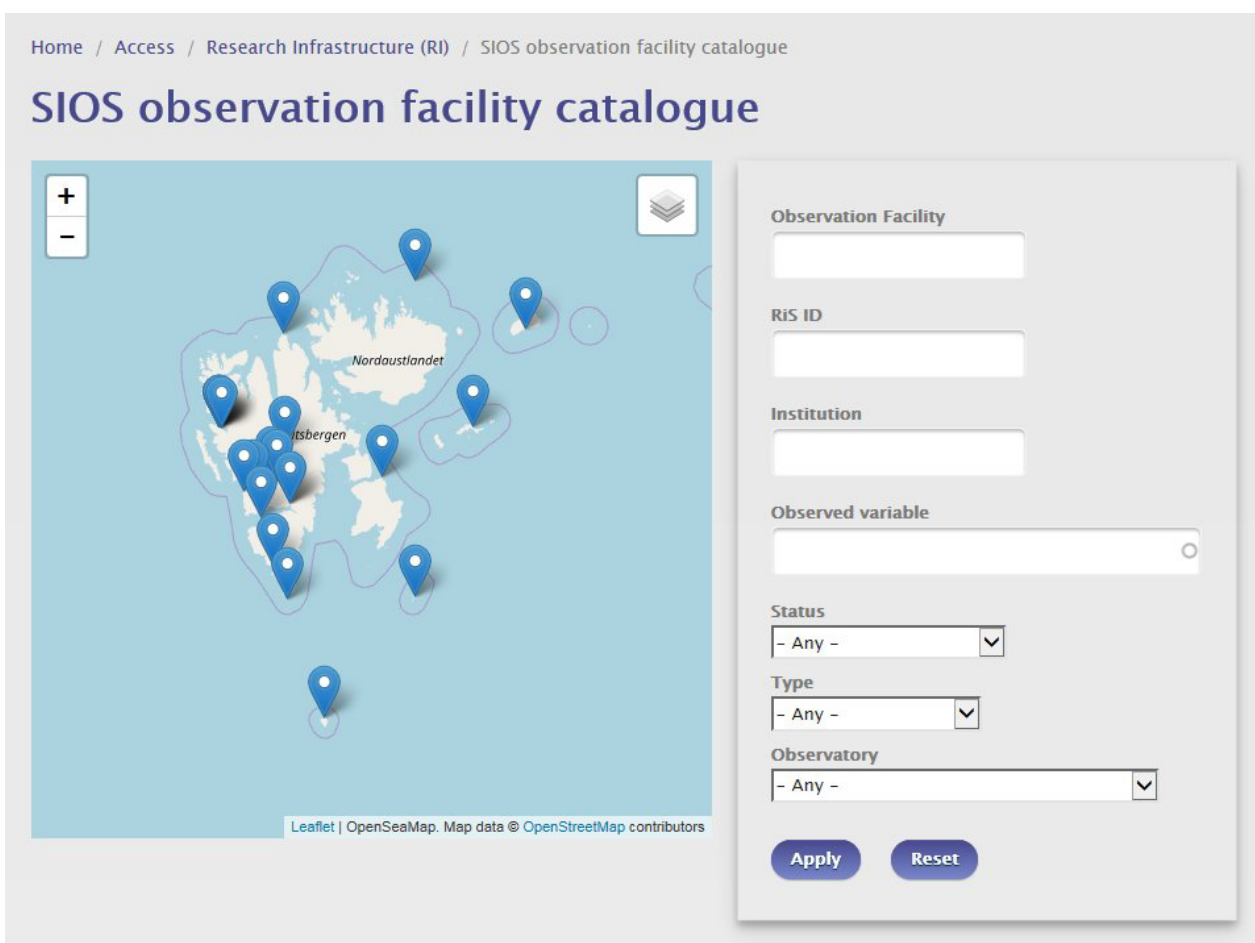 Home / Access / Research Infrastructure (RI) / SIOS observation facility catalogue
SIOS observation facility catalogue
+
−
Nordaustlandet
itsbergen
Leaflet | OpenSeaMap. Map data © OpenStreetMap contributors
Observation Facility
RiS ID
Institution
Observed variable
Status
- Any -
Type
- Any -
Observatory
- Any -
Apply Reset